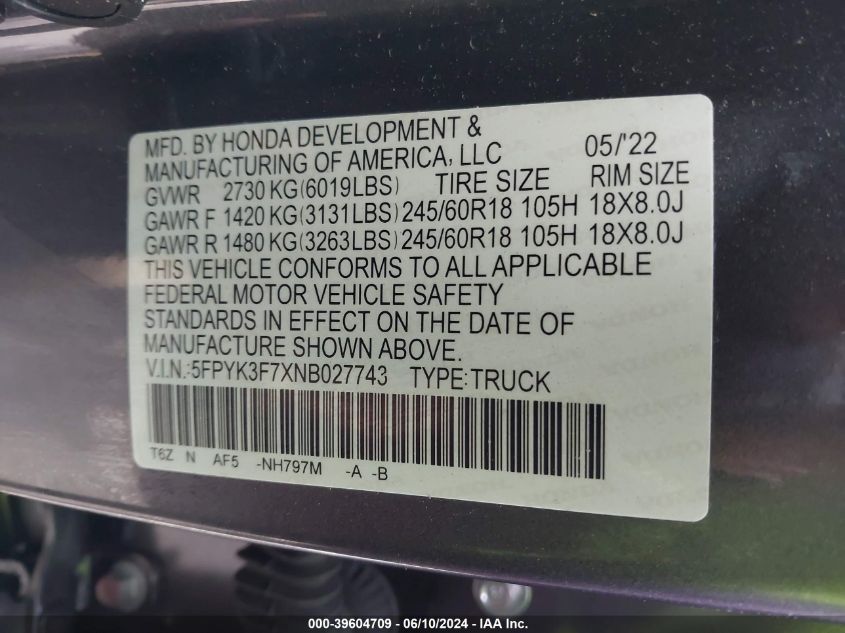 MFD. BY HONDA DEVELOPMENT &
MANUFACTURING OF AMERICA, LLC 05/'22
GVWR 2730 KG(6019LBS) TIRE SIZE RIM SIZE
GAWR F 1420 KG(3131LBS) 245/60R18 105H 18X8.0J
GAWR R 1480 KG(3263LBS) 245/60R18 105H 18X8.0J
THIS VEHICLE CONFORMS TO ALL APPLICABLE
FEDERAL MOTOR VEHICLE SAFETY
STANDARDS IN EFFECT ON THE DATE OF
MANUFACTURE SHOWN ABOVE.
V.I.N.:5FPYK3F7XNB027743 TYPE:TRUCK
T6Z N AF5 -NH797M -A -B
000-39604709 - 06/10/2024 - IAAI.com